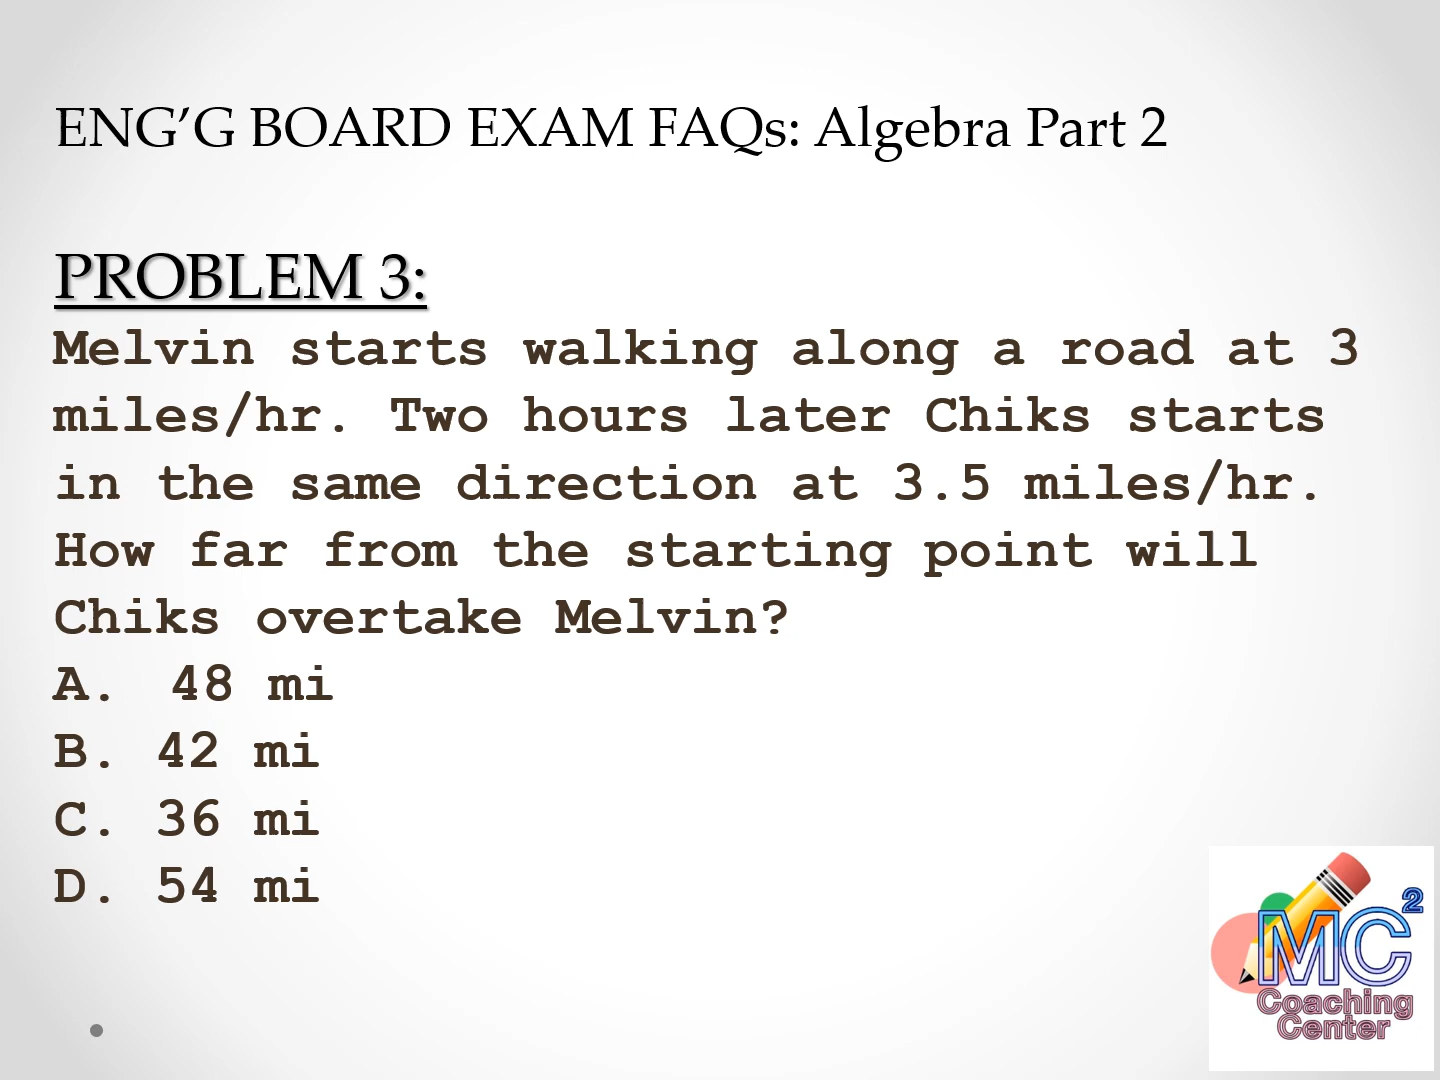 ENG’G BOARD EXAM FAQs: Algebra Part 2
PROBLEM 3:
Melvin starts walking along a road at 3
miles/hr. Two hours later Chiks starts
in the same direction at 3.5 miles/hr.
How far from the starting point will
Chiks overtake Melvin?
A. 48 mi
B. 42 mi
C. 36 mi
D. 54 mi
MC²
Coaching
Center